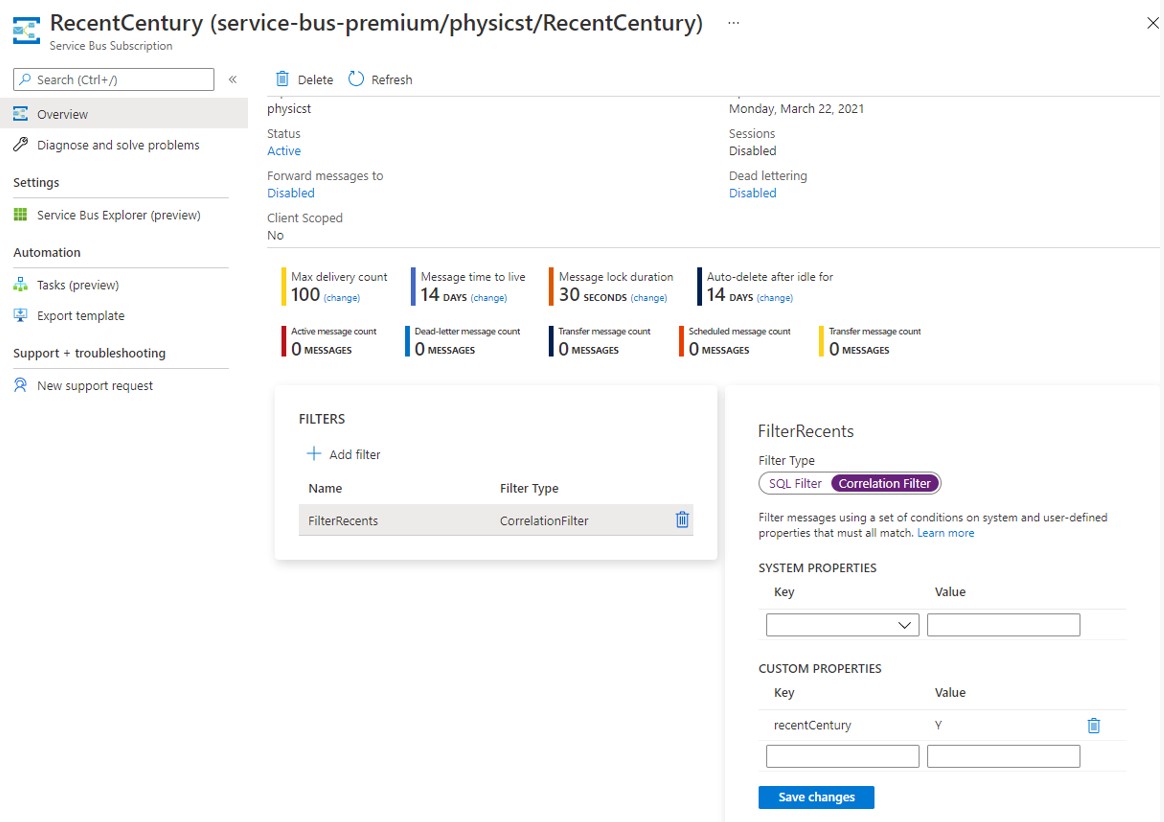 RecentCentury (service-bus-premium/physicst/RecentCentury) ...
Service Bus Subscription
Search (Ctrl+/)
«
Overview
Diagnose and solve problems
Settings
Service Bus Explorer (preview)
Automation
Tasks (preview)
Export template
Support + troubleshooting
New support request
Delete
Refresh
physicst
Monday, March 22, 2021
Status
Active
Sessions
Disabled
Forward messages to
Disabled
Dead lettering
Disabled
Client Scoped
No
Max delivery count
100 (change)
Message time to live
14 DAYS (change)
Message lock duration
30 SECONDS (change)
Auto-delete after idle for
14 DAYS (change)
Active message count
0 MESSAGES
Dead-letter message count
0 MESSAGES
Transfer message count
0 MESSAGES
Scheduled message count
0 MESSAGES
Transfer message count
0 MESSAGES
FILTERS
Add filter
Name Filter Type
FilterRecents CorrelationFilter
FilterRecents
Filter Type
SQL Filter Correlation Filter
Filter messages using a set of conditions on system and user-defined
properties that must all match. Learn more
SYSTEM PROPERTIES
Key Value
CUSTOM PROPERTIES
Key Value
recentCentury Y
Save changes